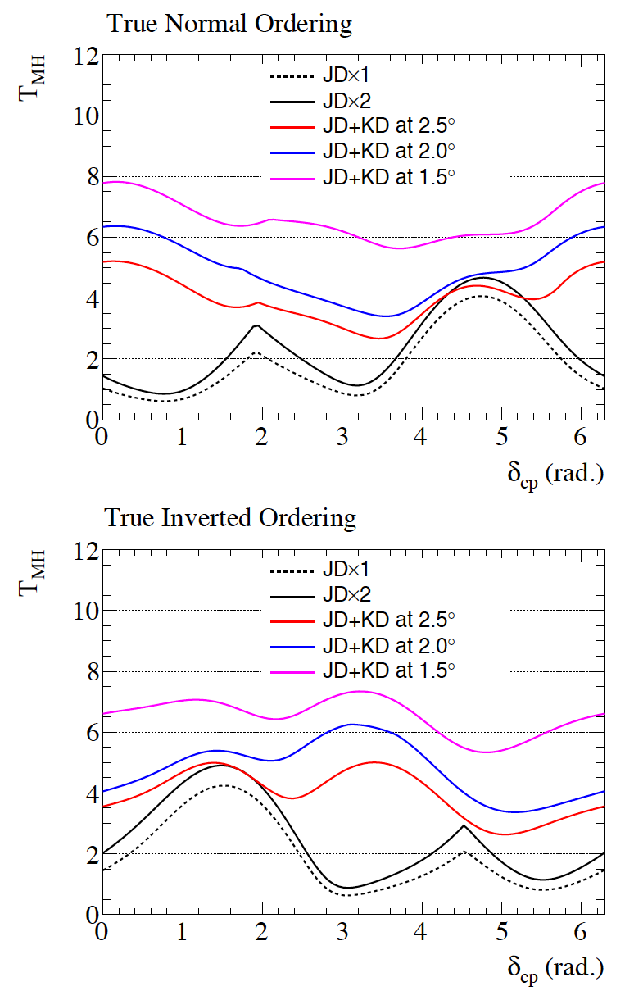 True Normal Ordering
T_MH
12
10
8
6
4
2
0
JD×1
JD×2
JD+KD at 2.5°
JD+KD at 2.0°
JD+KD at 1.5°
0 1 2 3 4 5 6
δ_cp (rad.)
True Inverted Ordering
T_MH
12
10
8
6
4
2
0
JD×1
JD×2
JD+KD at 2.5°
JD+KD at 2.0°
JD+KD at 1.5°
0 1 2 3 4 5 6
δ_cp (rad.)